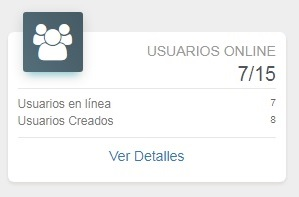 USUARIOS ONLINE
7/15
Usuarios en línea 7
Usuarios Creados 8
Ver Detalles